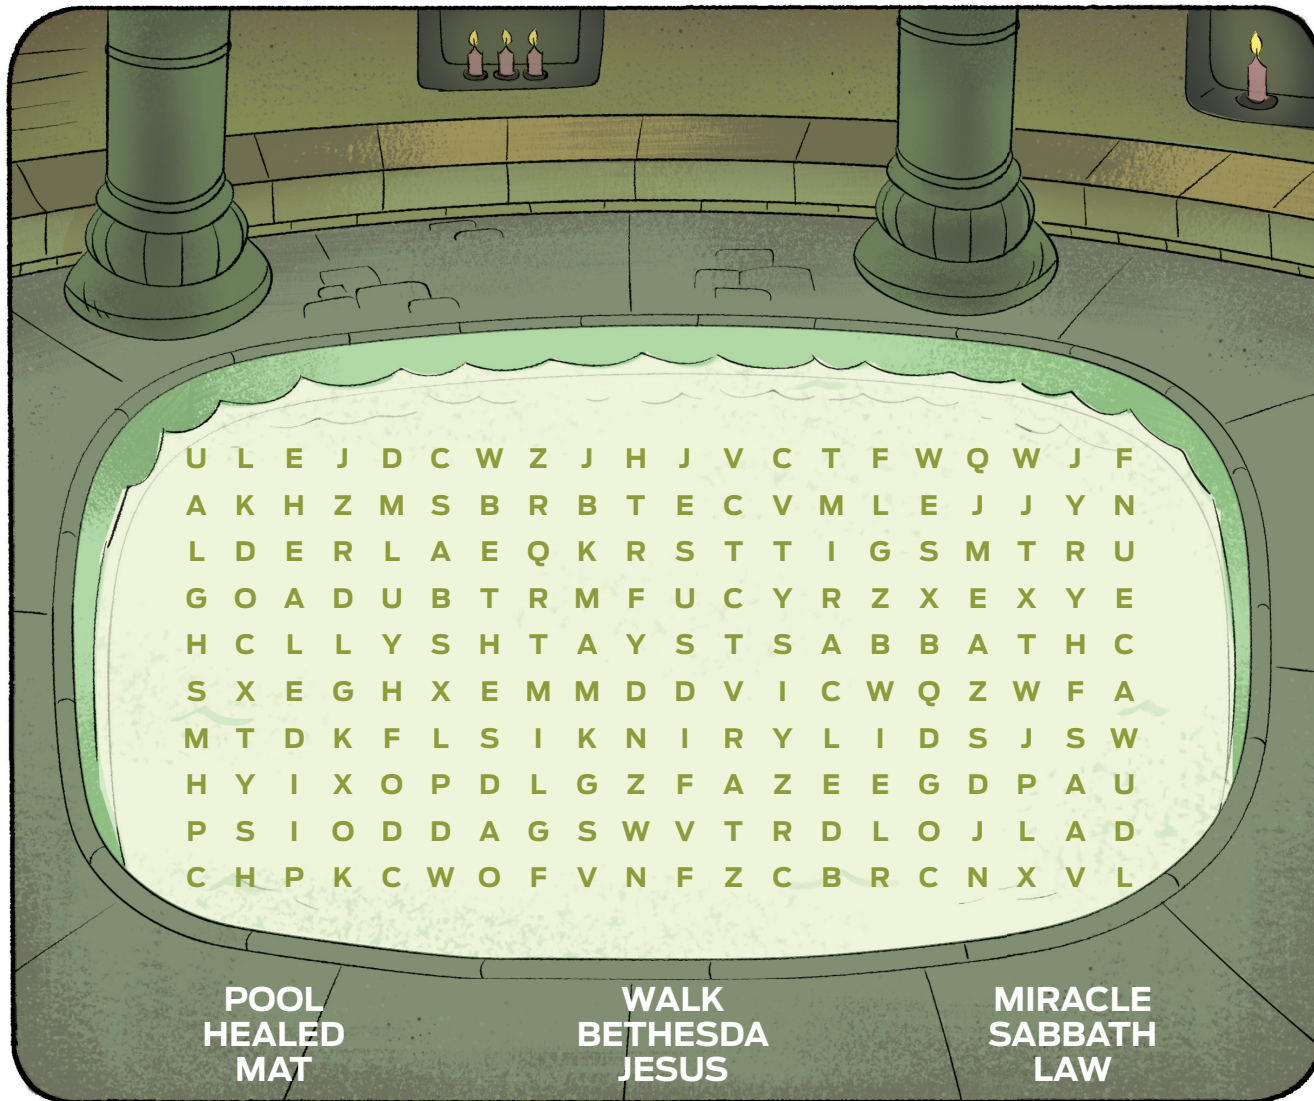 U L E J D C W Z J H J V C T F W Q W J F
A K H Z M S B R B T E C V M L E J J Y N
L D E R L A E Q K R S T T I G S M T R U
G O A D U B T R M F U C Y R Z X E X Y E
H C L L Y S H T A Y S T S A B B A T H C
S X E G H X E M M D D V I C W Q Z W F A
M T D K F L S I K N I R Y L I D S J S W
H Y I X O P D L G Z F A Z E E G D P A U
P S I O D D A G S W V T R D L O J L A D
C H P K C W O F V N F Z C B R C N X V L
POOL WALK MIRACLE
HEALED BETHESDA SABBATH
MAT JESUS LAW